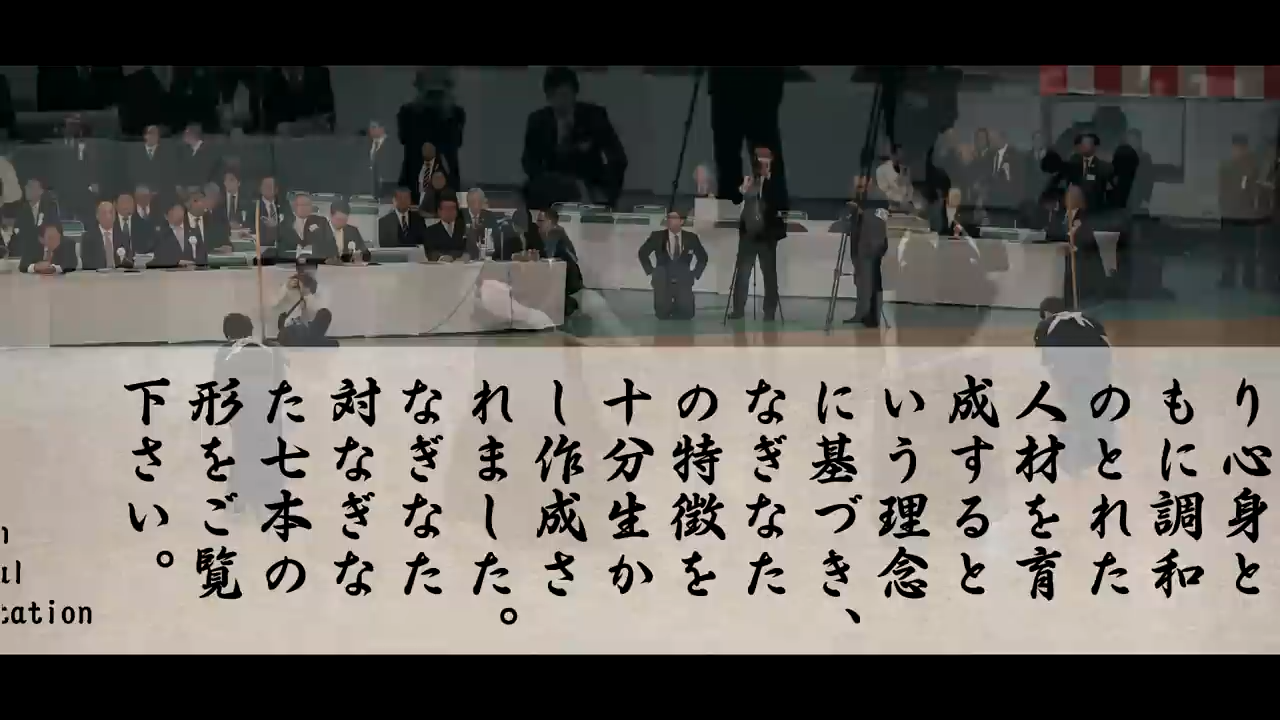 り心身と
もに調和
のとれた
人材を育
成すると
いう理念
に基づき、
なぎなた
の特徴を
十分生か
し作成さ
れました。
なぎなた
対なぎな
た七本の
形をご覧
下さい。